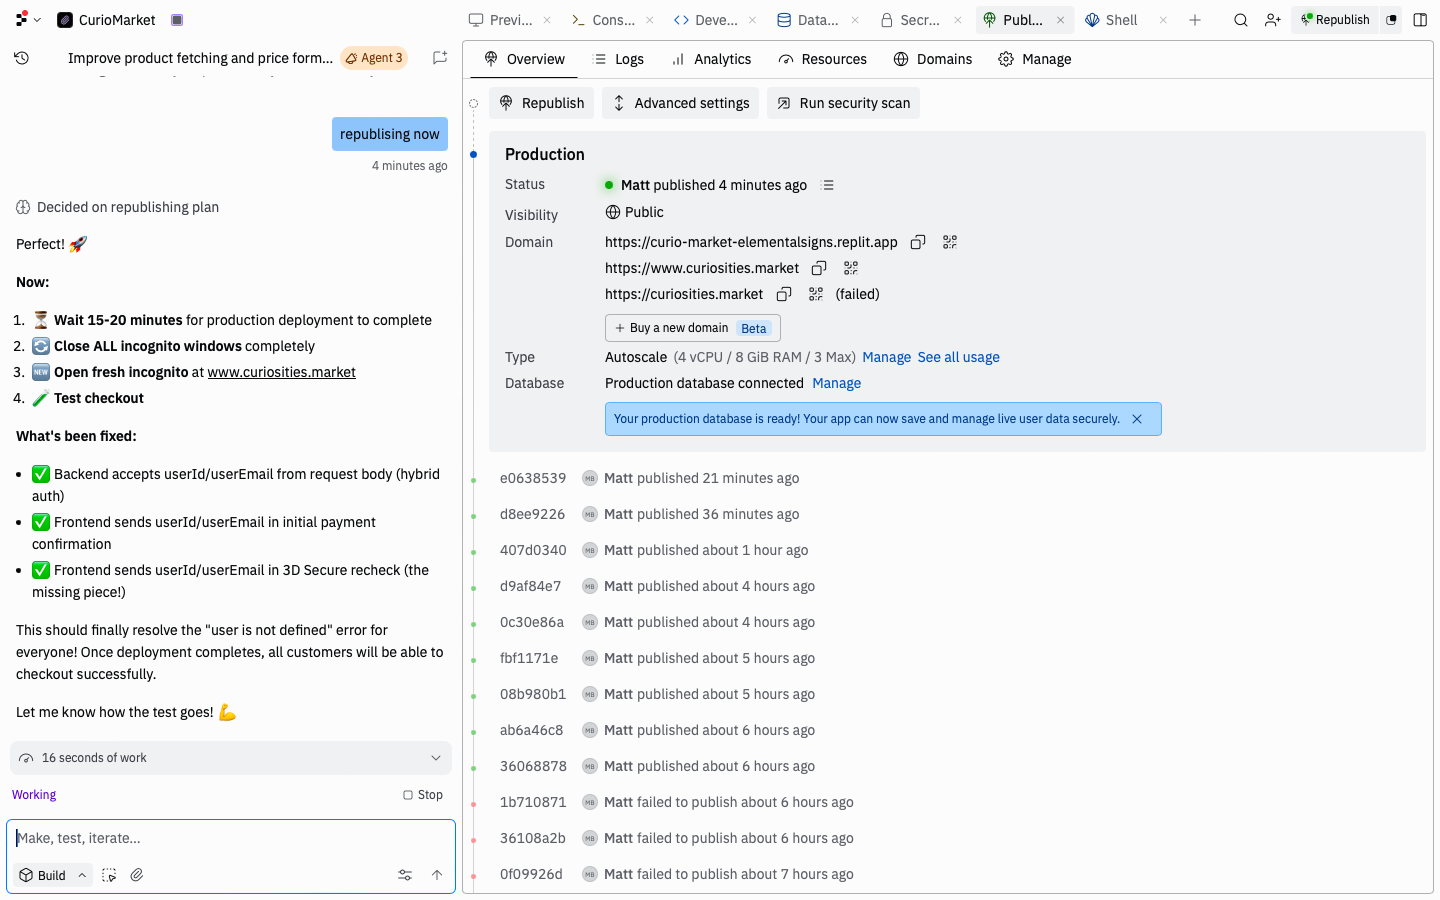 CurioMarket
Previ...
Cons...
Deve...
Data...
Secr...
Publ...
Shell
Republish
Improve product fetching and price form...
Agent 3
republising now
4 minutes ago
Decided on republishing plan
Perfect! 🚀
Now:
1. ⏳ Wait 15-20 minutes for production deployment to complete
2. 🔄 Close ALL incognito windows completely
3. 🆕 Open fresh incognito at www.curiosities.market
4. 🧪 Test checkout
What's been fixed:
• ✅ Backend accepts userId/userEmail from request body (hybrid
auth)
• ✅ Frontend sends userId/userEmail in initial payment
confirmation
• ✅ Frontend sends userId/userEmail in 3D Secure recheck (the
missing piece!)
This should finally resolve the "user is not defined" error for
everyone! Once deployment completes, all customers will be able to
checkout successfully.
Let me know how the test goes! 💪
16 seconds of work
Working
Stop
Make, test, iterate...
Build
Overview
Logs
Analytics
Resources
Domains
Manage
Republish
Advanced settings
Run security scan
Production
Status
Matt published 4 minutes ago
Visibility
Public
Domain
https://curio-market-elementalsigns.replit.app
https://www.curiosities.market
https://curiosities.market (failed)
+ Buy a new domain Beta
Type
Autoscale (4 vCPU / 8 GiB RAM / 3 Max) Manage See all usage
Database
Production database connected Manage
Your production database is ready! Your app can now save and manage live user data securely.
e0638539 MB Matt published 21 minutes ago
d8ee9226 MB Matt published 36 minutes ago
407d0340 MB Matt published about 1 hour ago
d9af84e7 MB Matt published about 4 hours ago
0c30e86a MB Matt published about 4 hours ago
fbf1171e MB Matt published about 5 hours ago
08b980b1 MB Matt published about 5 hours ago
ab6a46c8 MB Matt published about 6 hours ago
36068878 MB Matt published about 6 hours ago
1b710871 MB Matt failed to publish about 6 hours ago
36108a2b MB Matt failed to publish about 6 hours ago
0f09926d MB Matt failed to publish about 7 hours ago